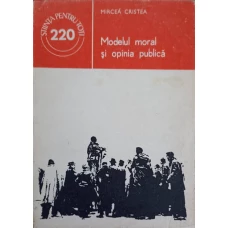 MIRCEA CRISTEA
ȘTIINȚA PENTRU TOȚI
220
Modelul moral
și opinia publică